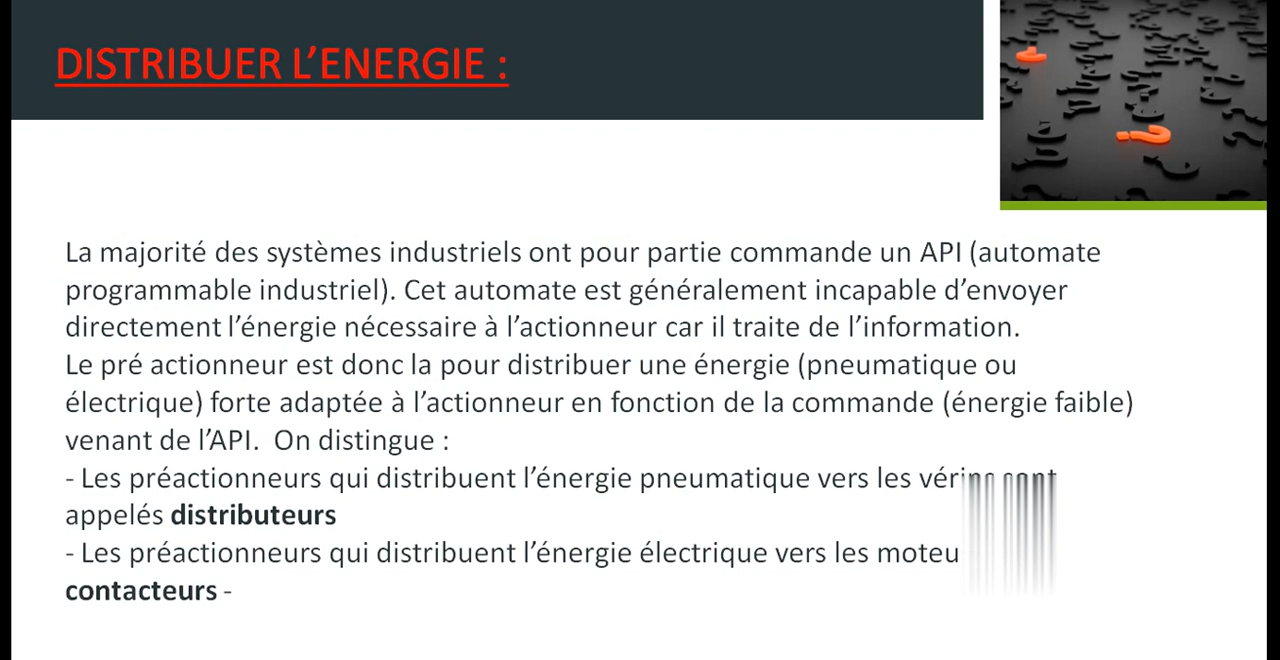 DISTRIBUER L’ENERGIE :
La majorité des systèmes industriels ont pour partie commande un API (automate
programmable industriel). Cet automate est généralement incapable d’envoyer
directement l’énergie nécessaire à l’actionneur car il traite de l’information.
Le pré actionneur est donc la pour distribuer une énergie (pneumatique ou
électrique) forte adaptée à l’actionneur en fonction de la commande (énergie faible)
venant de l’API.  On distingue :
- Les préactionneurs qui distribuent l’énergie pneumatique vers les vérins sont
appelés distributeurs
- Les préactionneurs qui distribuent l’énergie électrique vers les
contacteurs -